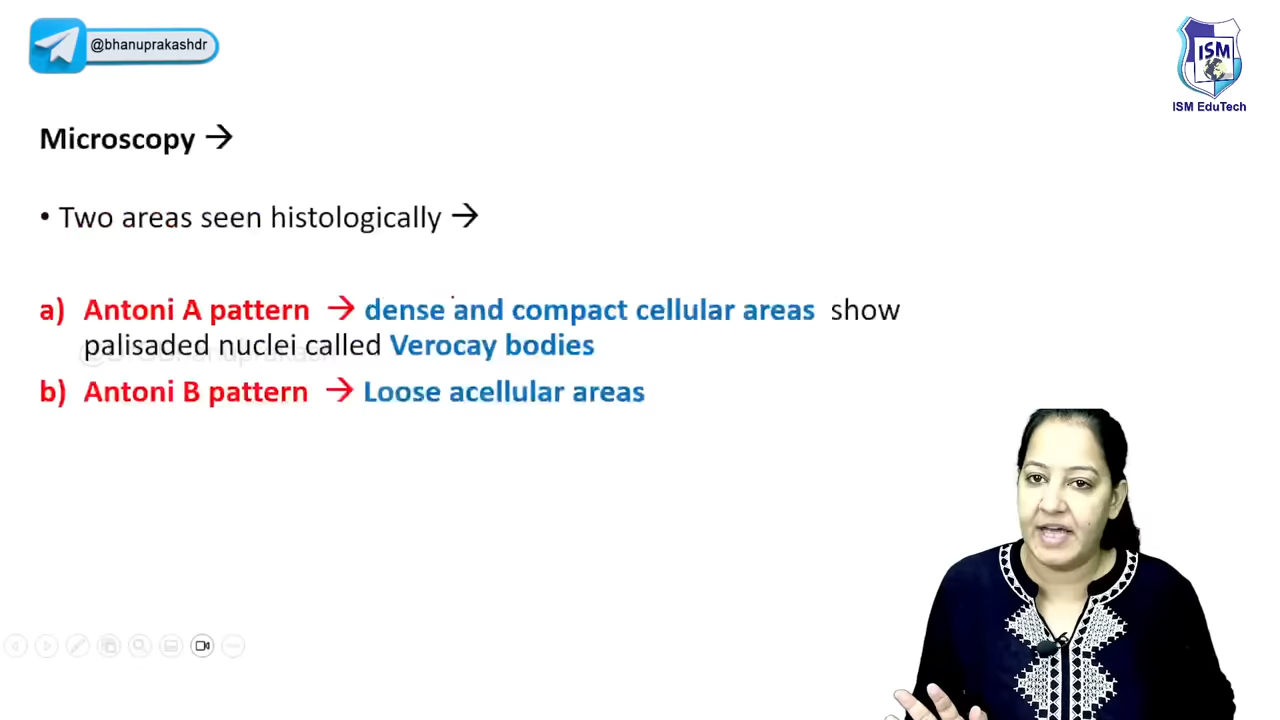 @bhanuprakashdr
ISM
ISM EduTech
Microscopy →
• Two areas seen histologically →
a) Antoni A pattern → dense and compact cellular areas show
palisaded nuclei called Verocay bodies
b) Antoni B pattern → Loose acellular areas